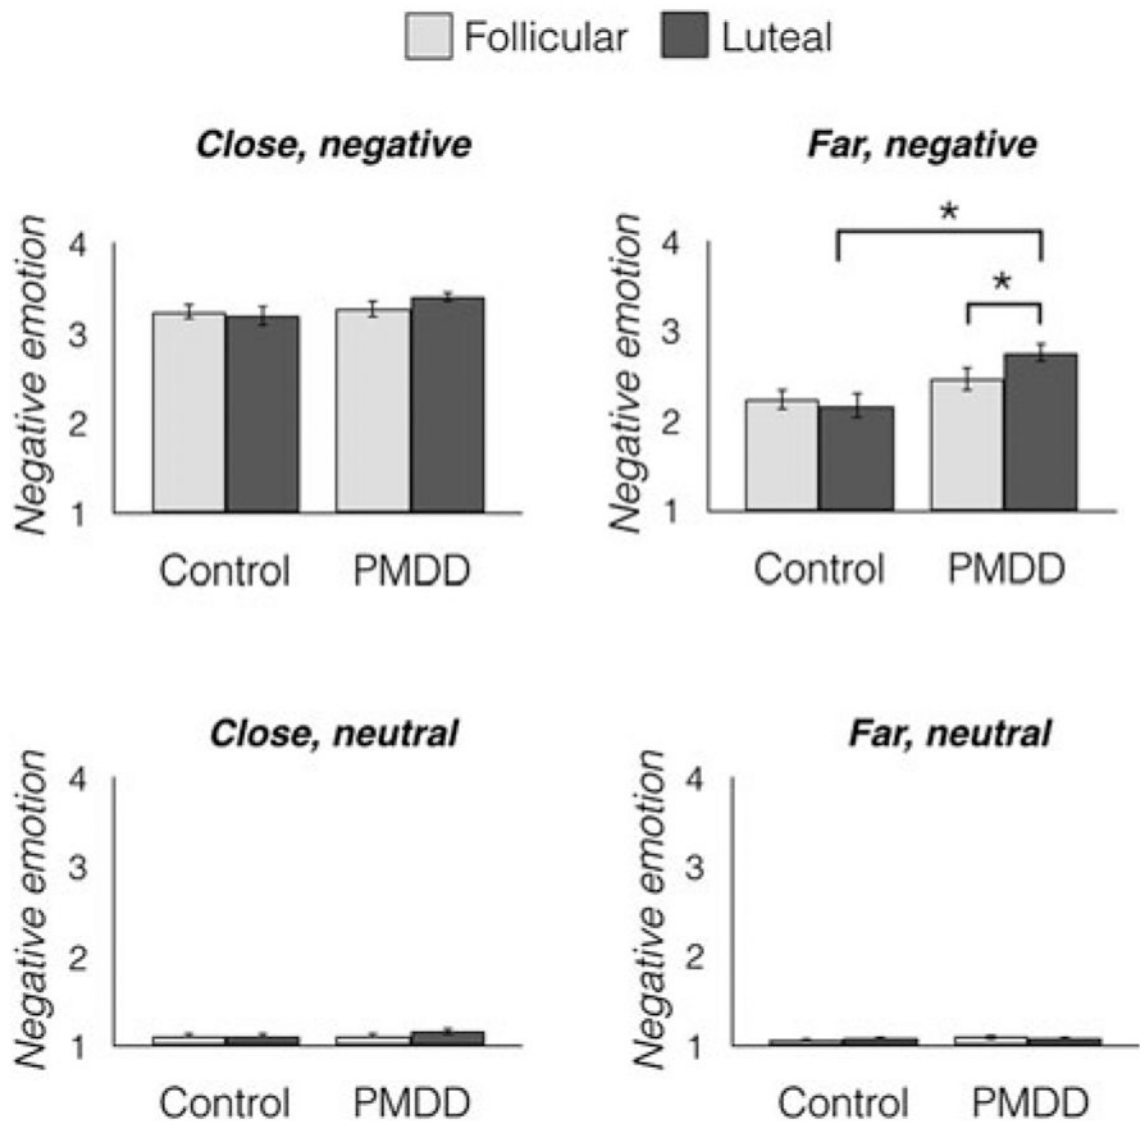 Follicular Luteal
Close, negative
Negative emotion
4
3
2
1
Control PMDD
Far, negative
Negative emotion
4
3
2
1
*
*
Control PMDD
Close, neutral
Negative emotion
4
3
2
1
Control PMDD
Far, neutral
Negative emotion
4
3
2
1
Control PMDD